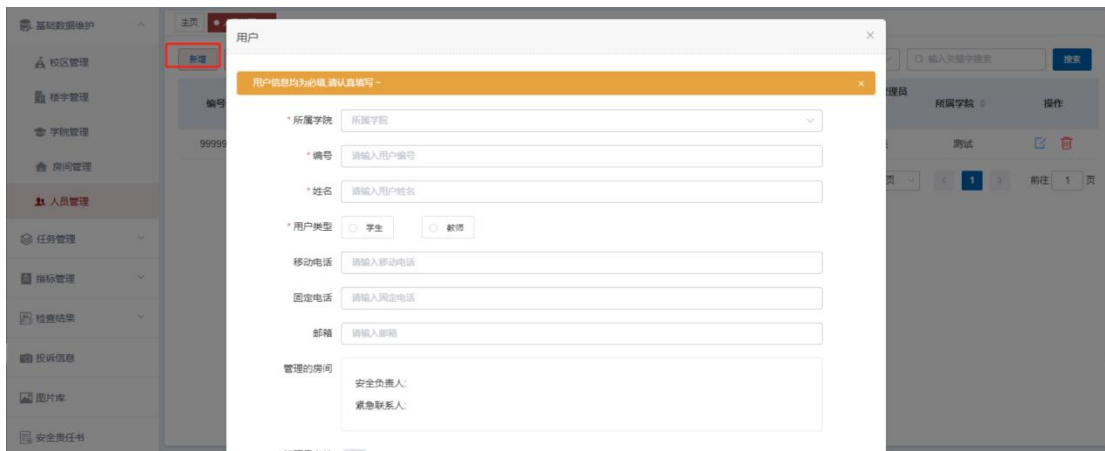 基础数据维护
校区管理
楼宇管理
学院管理
房间管理
人员管理
任务管理
指标管理
检查结果
投诉信息
图片库
安全责任书
主页
新增
输入关键字搜索
搜索
编号
管理员
所属学院
操作
99999
测试
页
1
前往 1 页
用户
用户信息均为必填,请认真填写~
*所属学院 所属学院
*编号 请输入用户编号
*姓名 请输入用户姓名
*用户类型 学生 教师
移动电话 请输入移动电话
固定电话 请输入固定电话
邮箱 请输入邮箱
管理的房间
安全负责人:
紧急联系人: